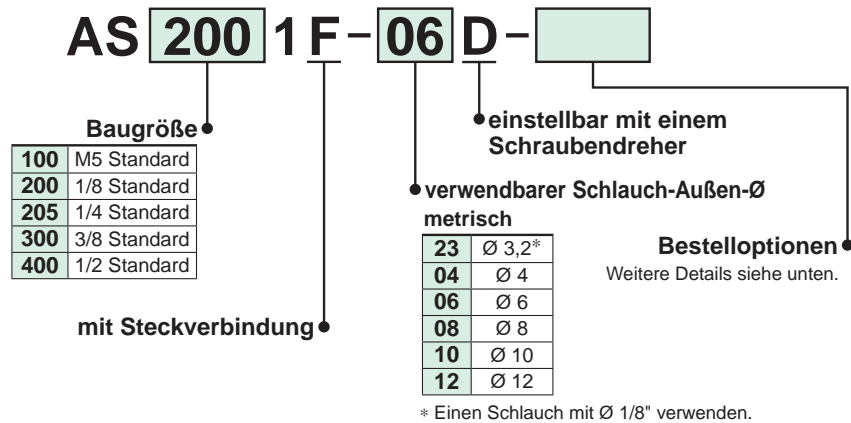 AS 200 1 F - 06 D -
Baugröße
100 M5 Standard
200 1/8 Standard
205 1/4 Standard
300 3/8 Standard
400 1/2 Standard
mit Steckverbindung
einstellbar mit einem
Schraubendreher
verwendbarer Schlauch-Außen-Ø
metrisch
23 Ø 3,2*
04 Ø 4
06 Ø 6
08 Ø 8
10 Ø 10
12 Ø 12
* Einen Schlauch mit Ø 1/8" verwenden.
Bestelloptionen
Weitere Details siehe unten.